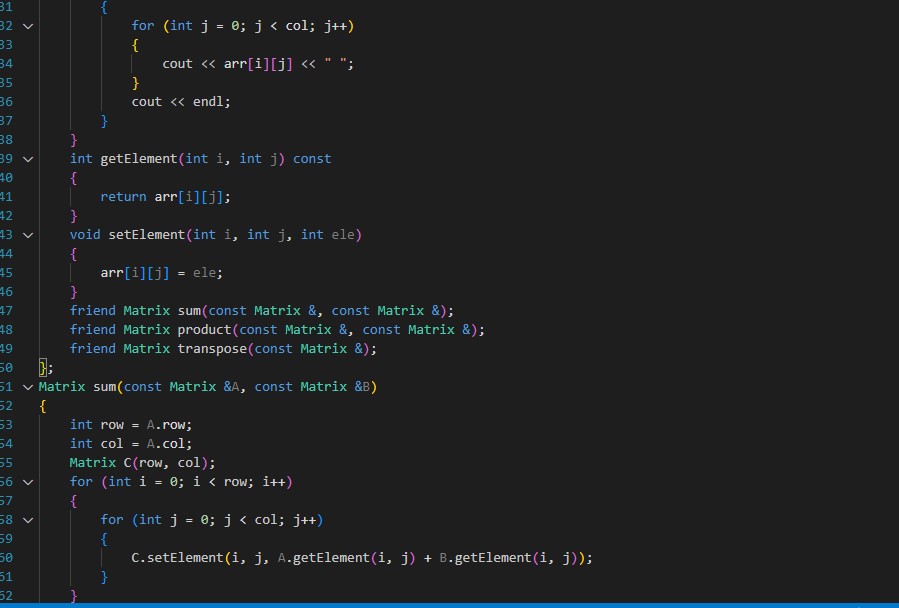 31 {
32 for (int j = 0; j < col; j++)
33 {
34 cout << arr[i][j] << " ";
35 }
36 cout << endl;
37 }
38 }
39 int getElement(int i, int j) const
40 {
41 return arr[i][j];
42 }
43 void setElement(int i, int j, int ele)
44 {
45 arr[i][j] = ele;
46 }
47 friend Matrix sum(const Matrix &, const Matrix &);
48 friend Matrix product(const Matrix &, const Matrix &);
49 friend Matrix transpose(const Matrix &);
50 };
51 Matrix sum(const Matrix &A, const Matrix &B)
52 {
53 int row = A.row;
54 int col = A.col;
55 Matrix C(row, col);
56 for (int i = 0; i < row; i++)
57 {
58 for (int j = 0; j < col; j++)
59 {
60 C.setElement(i, j, A.getElement(i, j) + B.getElement(i, j));
61 }
62 }